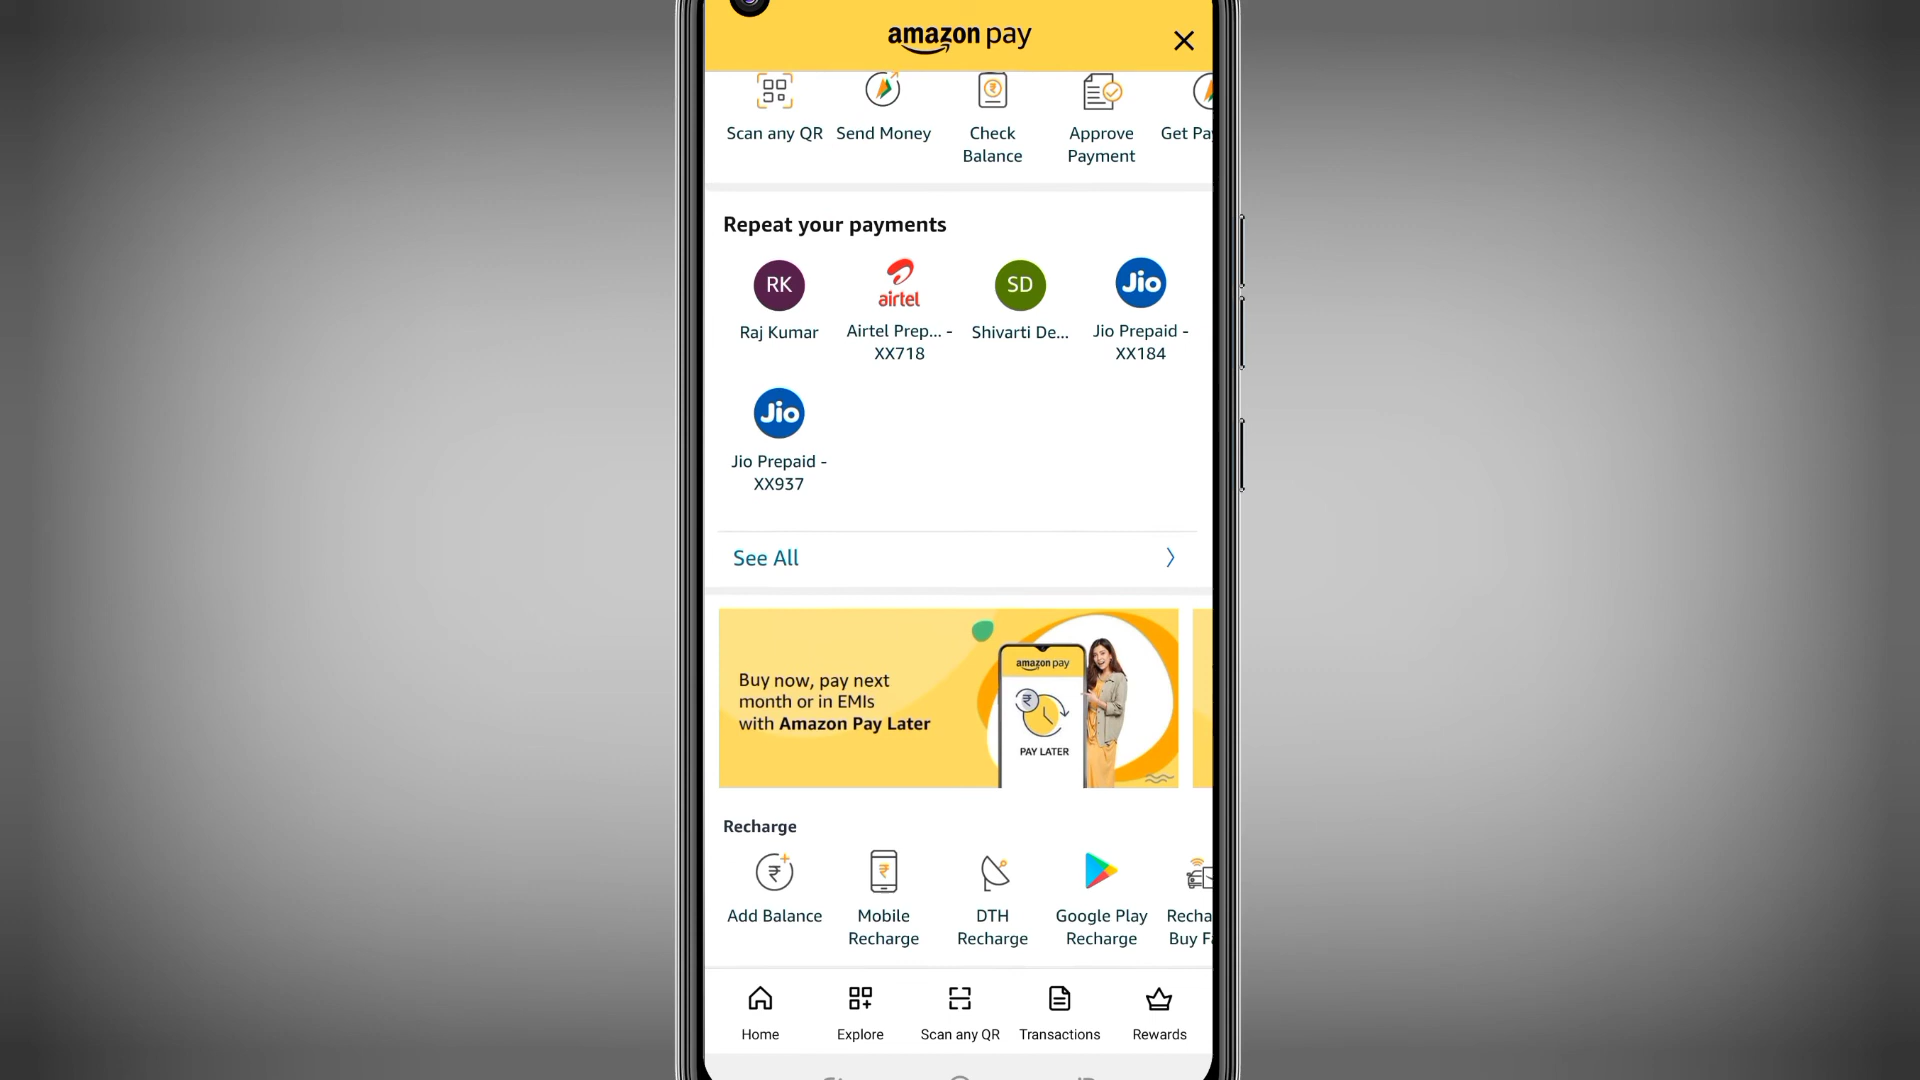 amazon pay
Scan any QR
Send Money
Check
Balance
Approve
Payment
Get Pa
Repeat your payments
RK
airtel
SD
Jio
Raj Kumar
Airtel Prep... -
XX718
Shivarti De...
Jio Prepaid -
XX184
Jio
Jio Prepaid -
XX937
See All
Buy now, pay next
month or in EMIs
with Amazon Pay Later
amazon pay
PAY LATER
Recharge
Add Balance
Mobile
Recharge
DTH
Recharge
Google Play
Recharge
Recha
Buy F
Home
Explore
Scan any QR
Transactions
Rewards